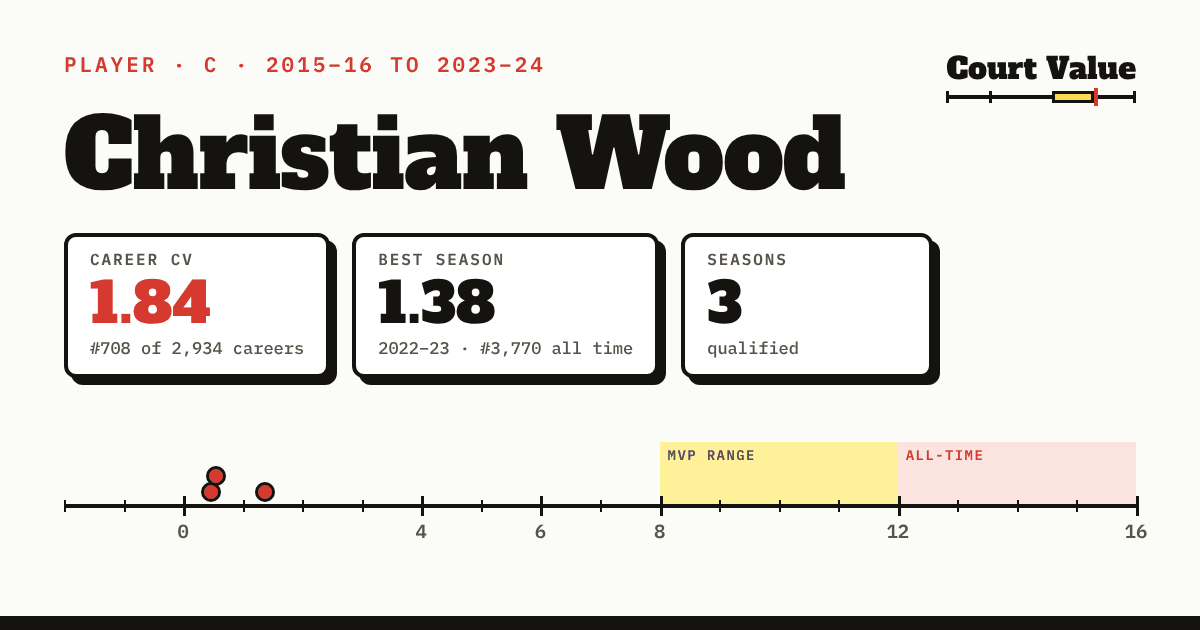 PLAYER · C · 2015–16 TO 2023–24
Court Value
Christian Wood
CAREER CV
1.84
#708 of 2,934 careers
BEST SEASON
1.38
2022–23 · #3,770 all time
SEASONS
3
qualified
MVP RANGE
ALL-TIME
0 4 6 8 12 16